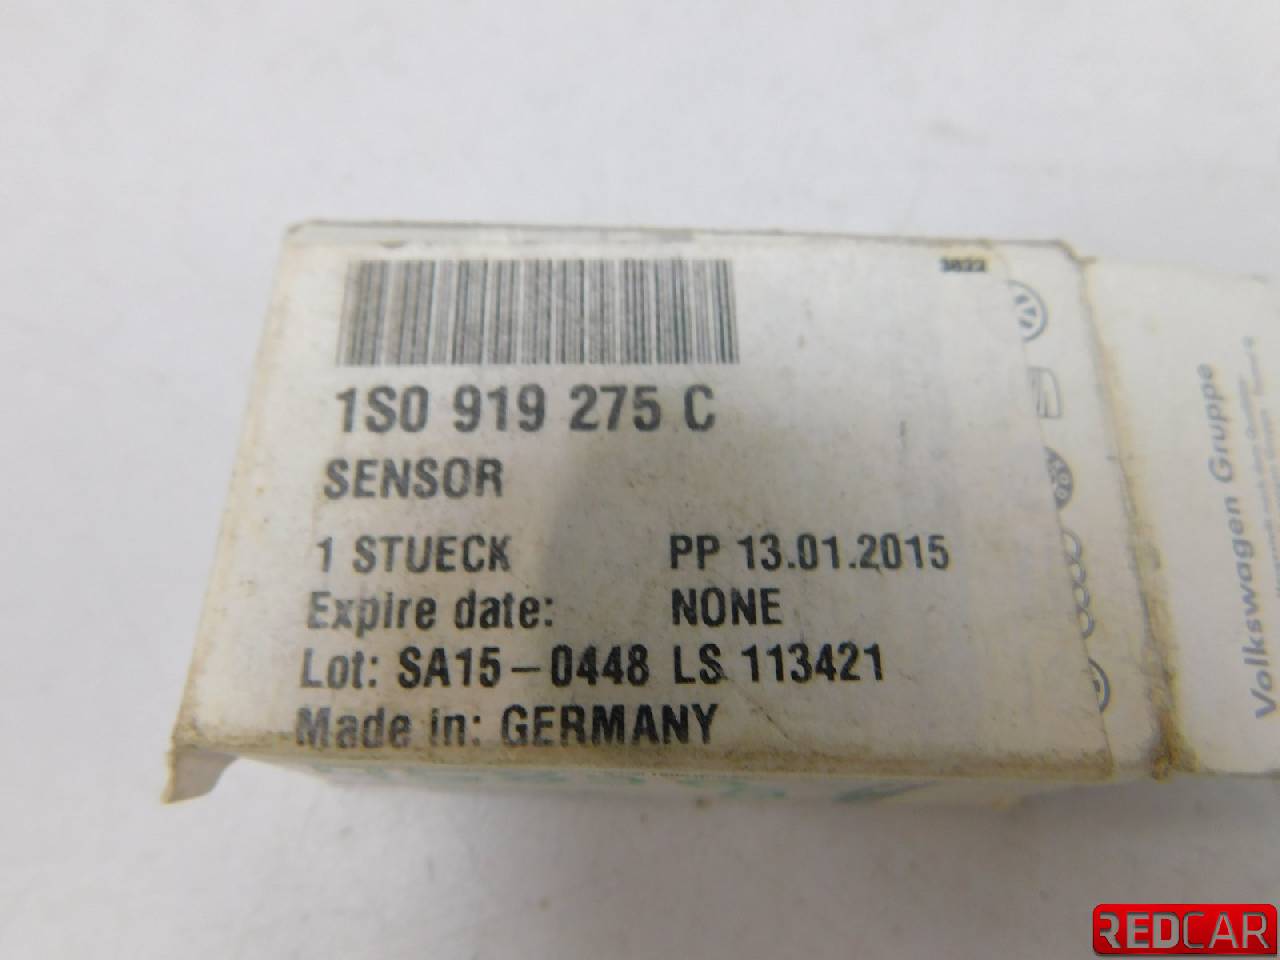 3622
1S0 919 275 C
SENSOR
1 STUECK PP 13.01.2015
Expire date: NONE
Lot: SA15-0448 LS 113421
Made in: GERMANY
Volkswagen Gruppe
REDCAR